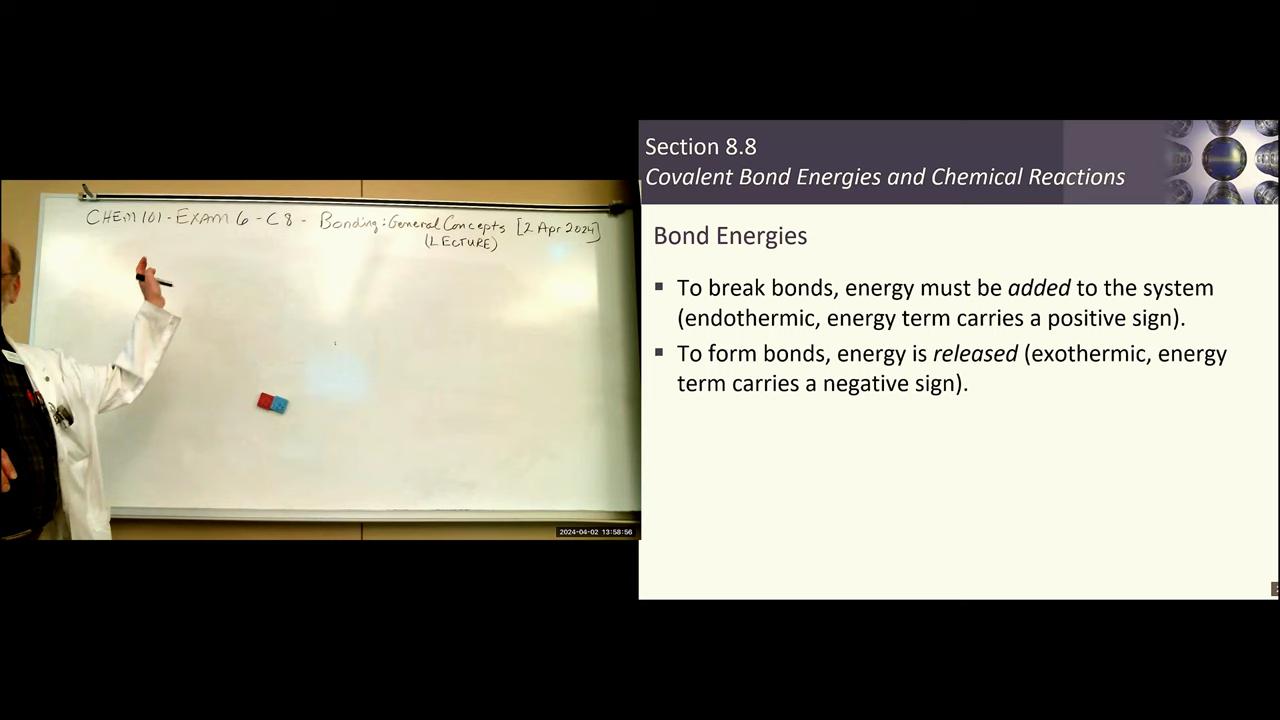 CHEM 101 - EXAM 6 - C8 - Bonding: General Concepts [2 Apr 2024]
(LECTURE)
2024-04-02 13:58:56
Section 8.8
Covalent Bond Energies and Chemical Reactions
Bond Energies
▪ To break bonds, energy must be added to the system
(endothermic, energy term carries a positive sign).
▪ To form bonds, energy is released (exothermic, energy
term carries a negative sign).